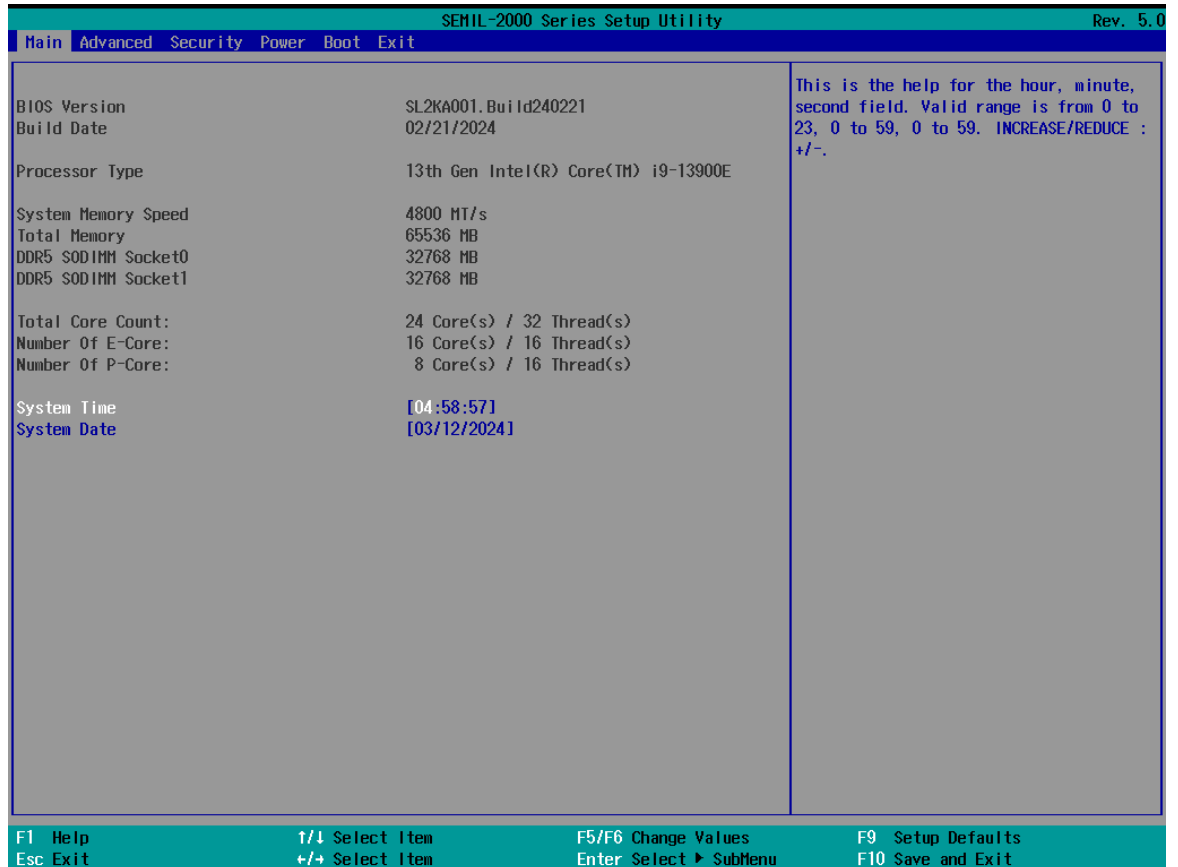 SEMIL-2000 Series Setup Utility Rev. 5.0
Main Advanced Security Power Boot Exit
This is the help for the hour, minute,
BIOS Version SL2KA001.Build240221 second field. Valid range is from 0 to
Build Date 02/21/2024 23, 0 to 59, 0 to 59. INCREASE/REDUCE :
+/-.
Processor Type 13th Gen Intel(R) Core(TM) i9-13900E
System Memory Speed 4800 MT/s
Total Memory 65536 MB
DDR5 SODIMM Socket0 32768 MB
DDR5 SODIMM Socket1 32768 MB
Total Core Count: 24 Core(s) / 32 Thread(s)
Number Of E-Core: 16 Core(s) / 16 Thread(s)
Number Of P-Core: 8 Core(s) / 16 Thread(s)
System Time [04:58:57]
System Date [03/12/2024]
F1 Help ↑/↓ Select Item F5/F6 Change Values F9 Setup Defaults
Esc Exit ←/→ Select Item Enter Select ▶ SubMenu F10 Save and Exit